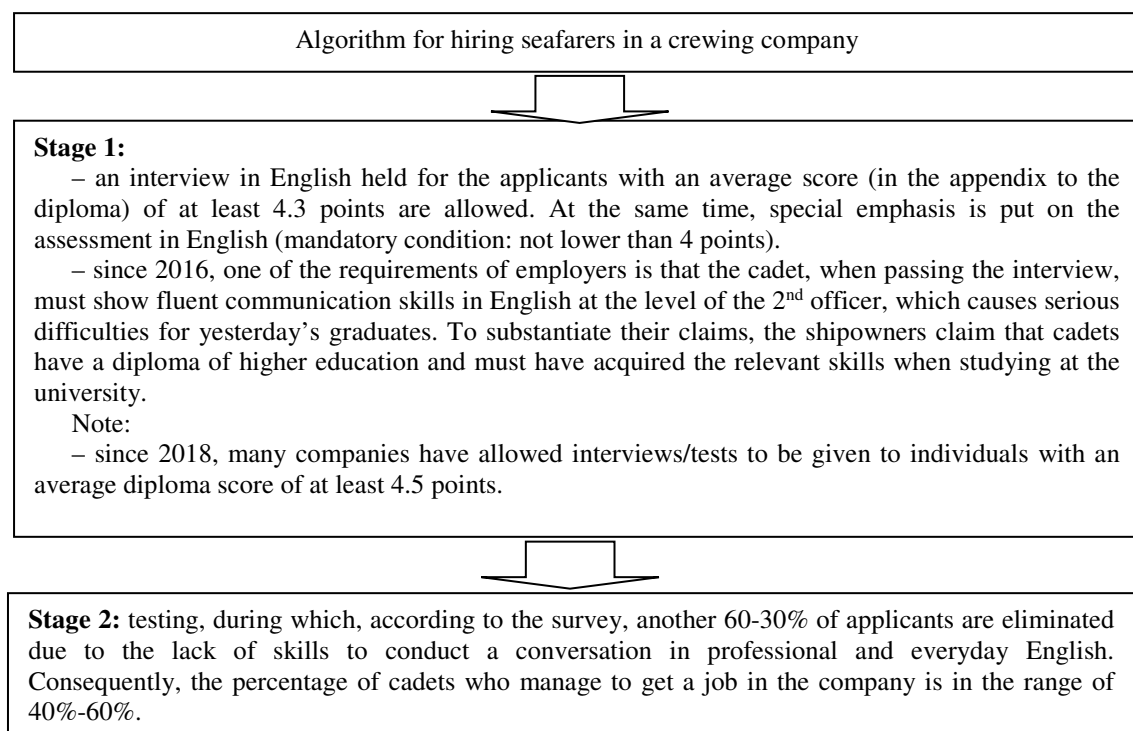 Algorithm for hiring seafarers in a crewing company
Stage 1:
– an interview in English held for the applicants with an average score (in the appendix to the
diploma) of at least 4.3 points are allowed. At the same time, special emphasis is put on the
assessment in English (mandatory condition: not lower than 4 points).
– since 2016, one of the requirements of employers is that the cadet, when passing the interview,
must show fluent communication skills in English at the level of the 2nd officer, which causes serious
difficulties for yesterday’s graduates. To substantiate their claims, the shipowners claim that cadets
have a diploma of higher education and must have acquired the relevant skills when studying at the
university.
Note:
– since 2018, many companies have allowed interviews/tests to be given to individuals with an
average diploma score of at least 4.5 points.
Stage 2: testing, during which, according to the survey, another 60-30% of applicants are eliminated
due to the lack of skills to conduct a conversation in professional and everyday English.
Consequently, the percentage of cadets who manage to get a job in the company is in the range of
40%-60%.